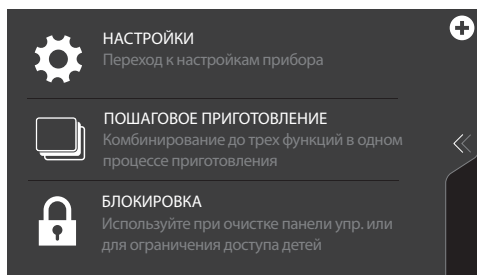 НАСТРОЙКИ
Переход к настройкам прибора
ПОШАГОВОЕ ПРИГОТОВЛЕНИЕ
Комбинирование до трех функций в одном
процессе приготовления
БЛОКИРОВКА
Используйте при очистке панели упр. или
для ограничения доступа детей